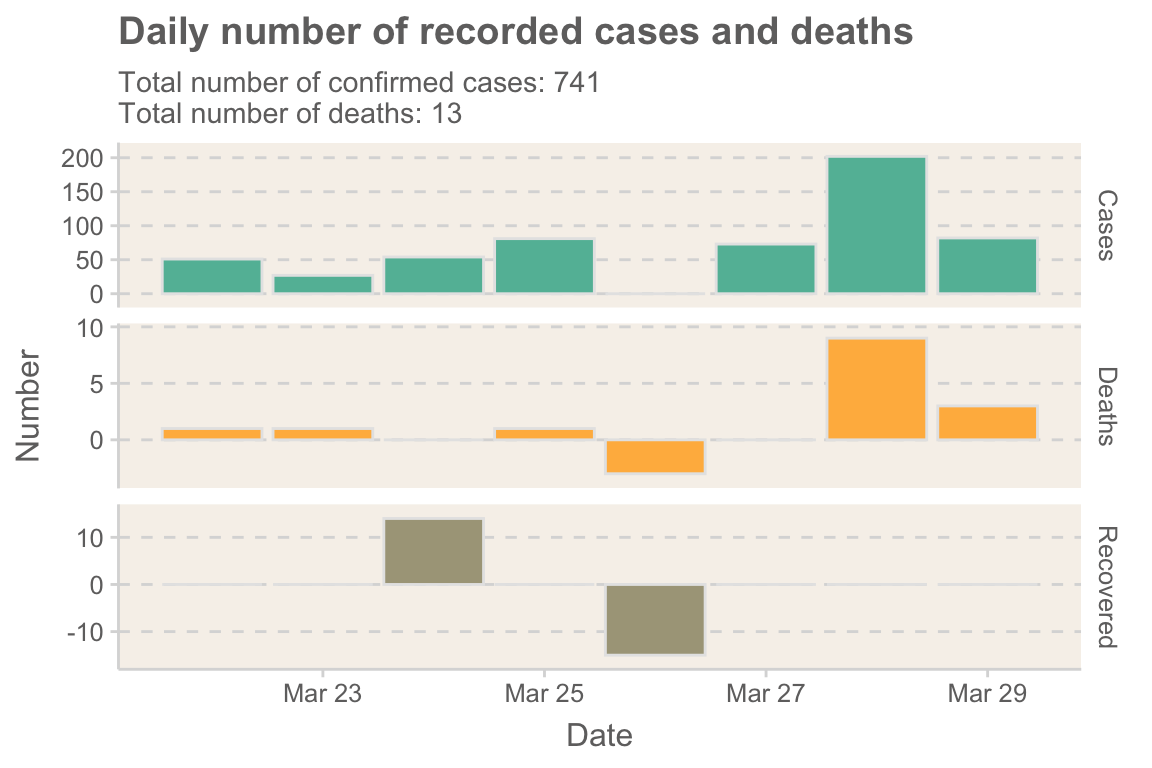 Daily number of recorded cases and deaths
Total number of confirmed cases: 741
Total number of deaths: 13
200
150
100
50
0
Cases
10
5
0
Deaths
10
0
-10
Recovered
Number
Mar 23 Mar 25 Mar 27 Mar 29
Date